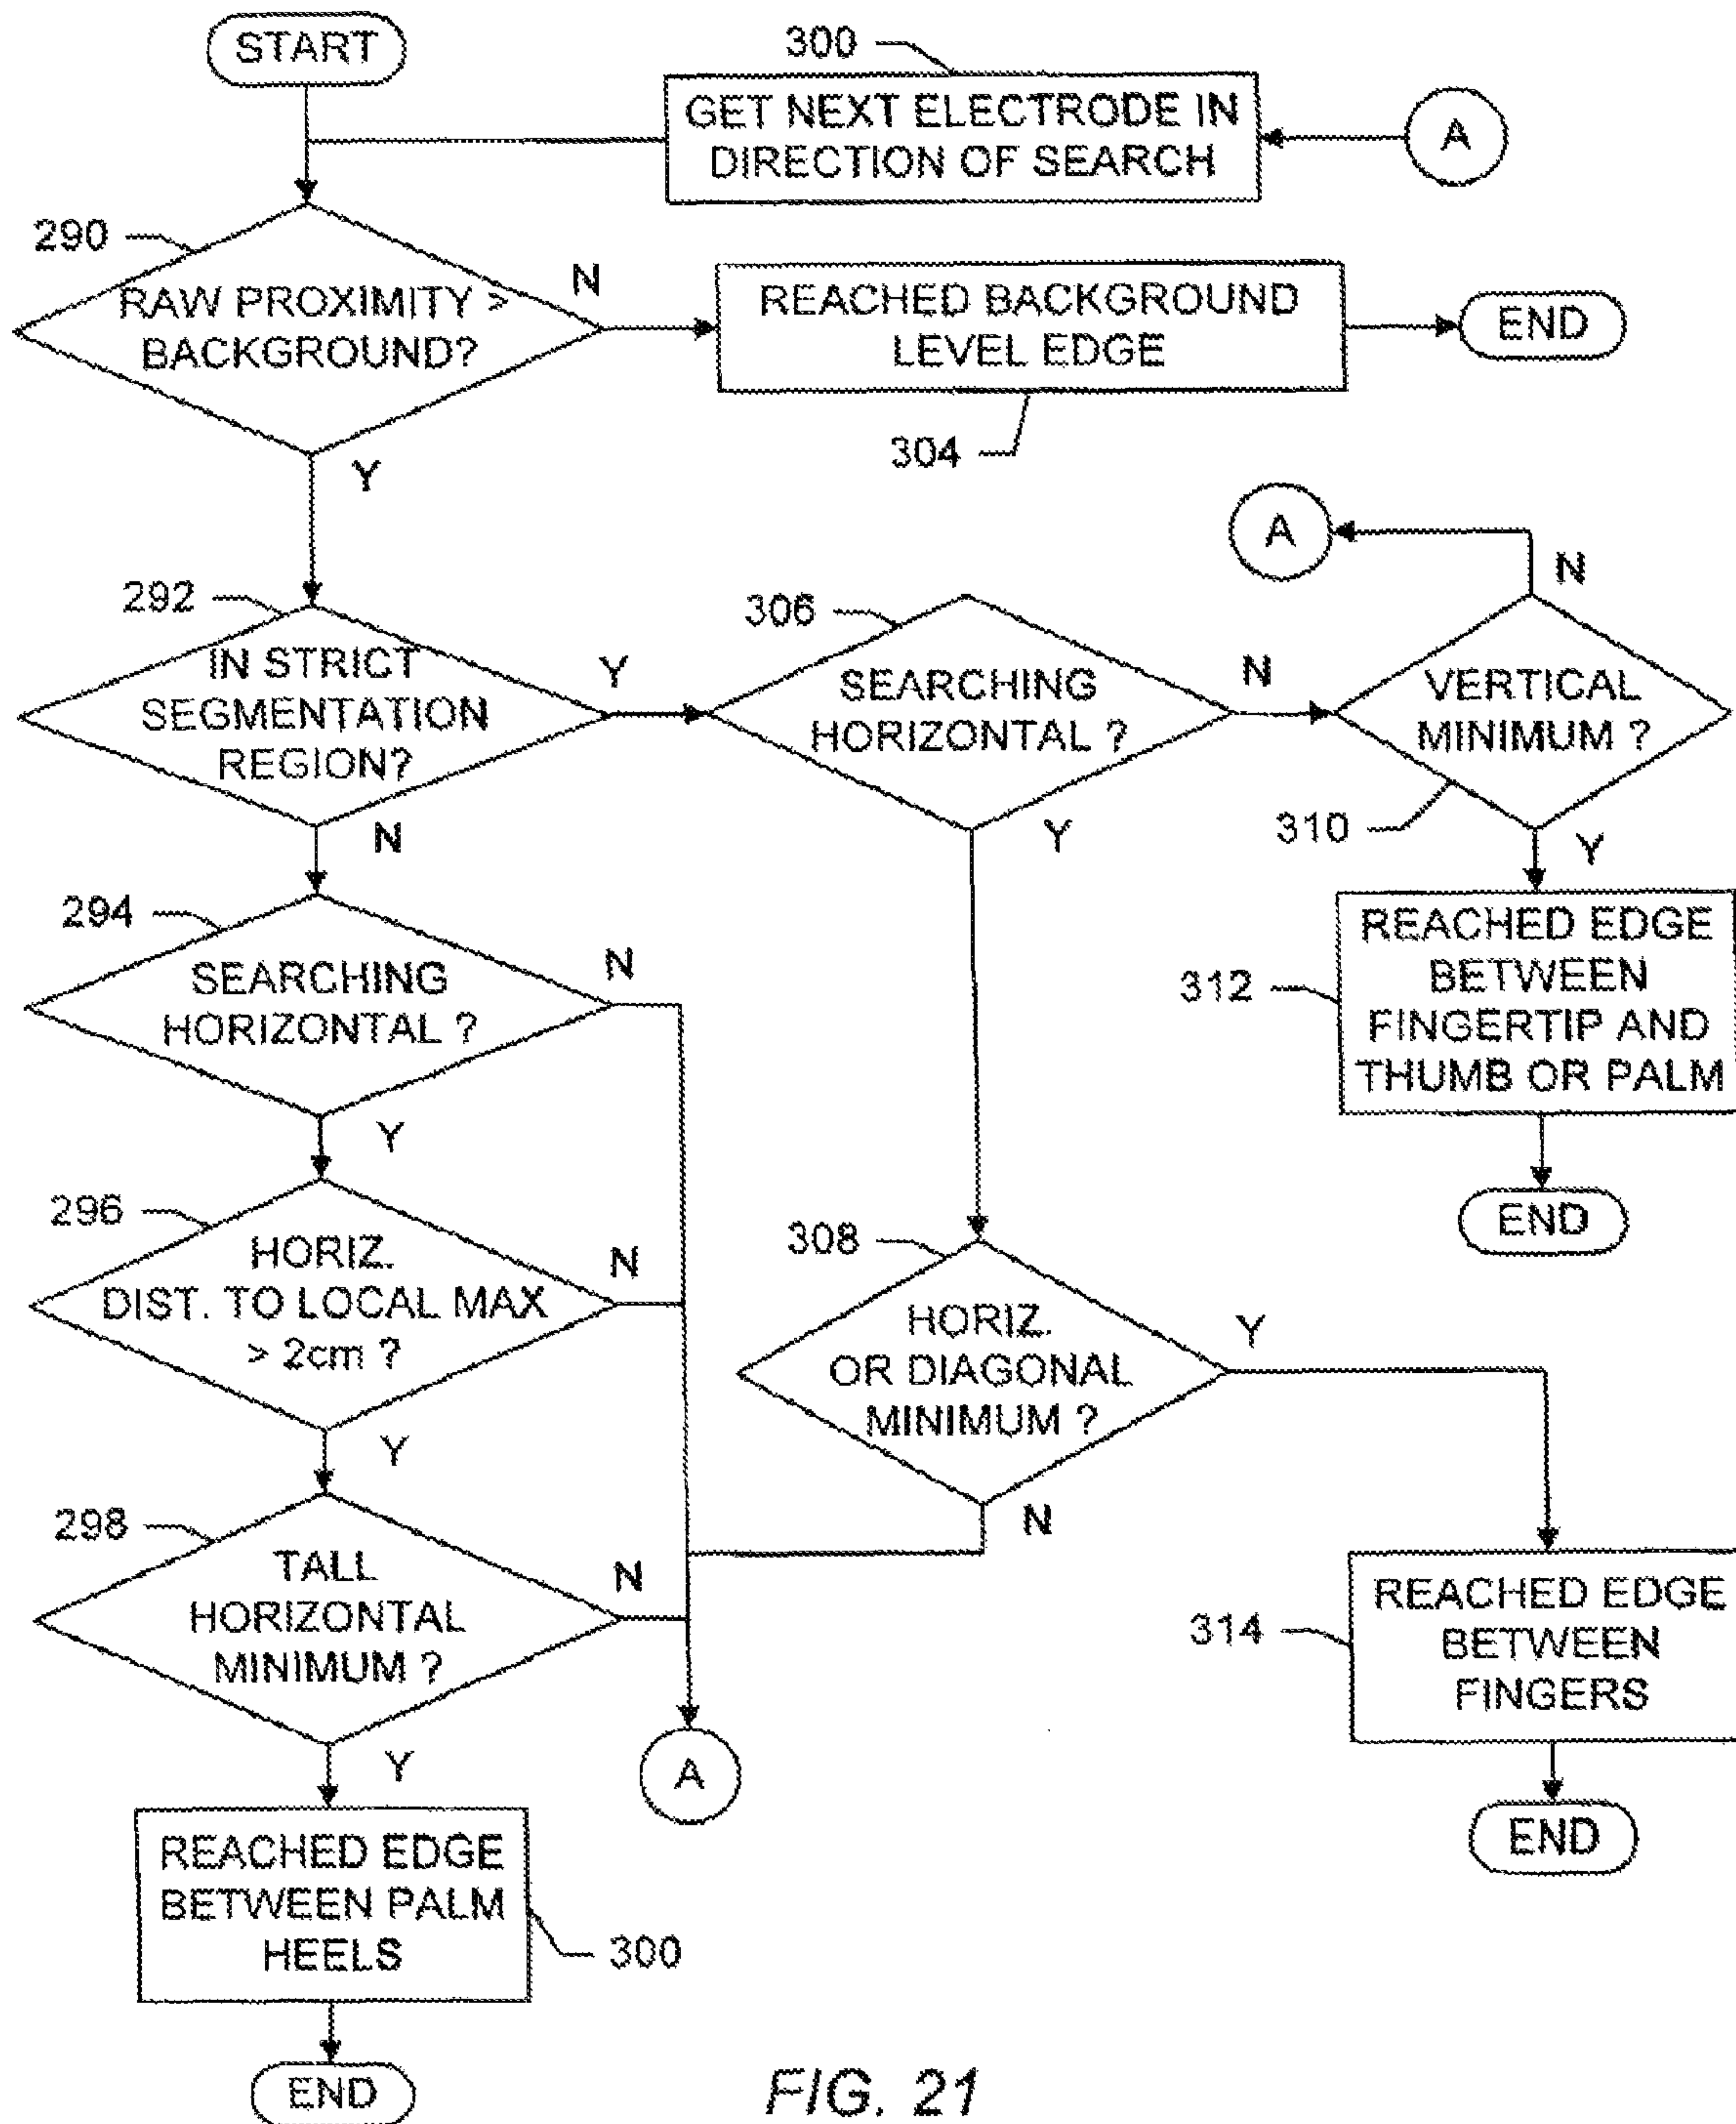 START
300
GET NEXT ELECTRODE IN
DIRECTION OF SEARCH
A
290
RAW PROXIMITY >
BACKGROUND?
N
Y
REACHED BACKGROUND
LEVEL EDGE
304
END
292
IN STRICT
SEGMENTATION
REGION?
Y
N
306
SEARCHING
HORIZONTAL ?
N
Y
A
N
VERTICAL
MINIMUM ?
310
Y
312
REACHED EDGE
BETWEEN
FINGERTIP AND
THUMB OR PALM
END
294
SEARCHING
HORIZONTAL ?
N
Y
296
HORIZ.
DIST. TO LOCAL MAX
> 2cm ?
N
Y
308
HORIZ.
OR DIAGONAL
MINIMUM ?
Y
N
298
TALL
HORIZONTAL
MINIMUM ?
N
Y
A
314
REACHED EDGE
BETWEEN
FINGERS
END
REACHED EDGE
BETWEEN PALM
HEELS
300
END
FIG. 21